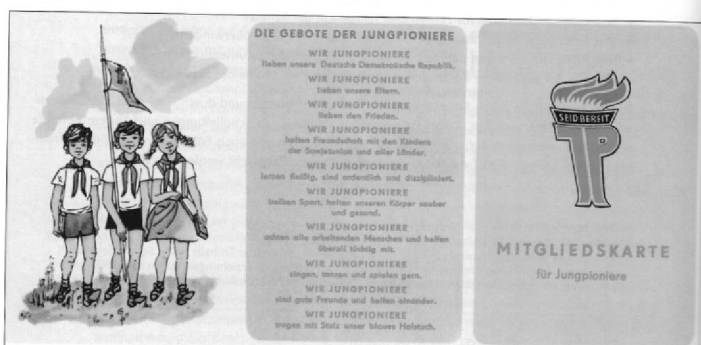 DIE GEBOTE DER JUNGPIONIERE
WIR JUNGPIONIERE
lieben unsere Deutsche Demokratische Republik.
WIR JUNGPIONIERE
lieben unsere Eltern.
WIR JUNGPIONIERE
lieben den Frieden.
WIR JUNGPIONIERE
halten Freundschaft mit den Kindern
der Sowjetunion und aller Länder.
WIR JUNGPIONIERE
lernen fleißig, sind ordentlich und diszipliniert.
WIR JUNGPIONIERE
treiben Sport, halten unseren Körper sauber
und gesund.
WIR JUNGPIONIERE
achten alle arbeitenden Menschen und helfen
überall tüchtig mit.
WIR JUNGPIONIERE
singen, tanzen und spielen gern.
WIR JUNGPIONIERE
sind gute Freunde und helfen einander.
WIR JUNGPIONIERE
tragen mit Stolz unser blaues Halstuch.
SEID BEREIT
JP
MITGLIEDSKARTE
für Jungpioniere